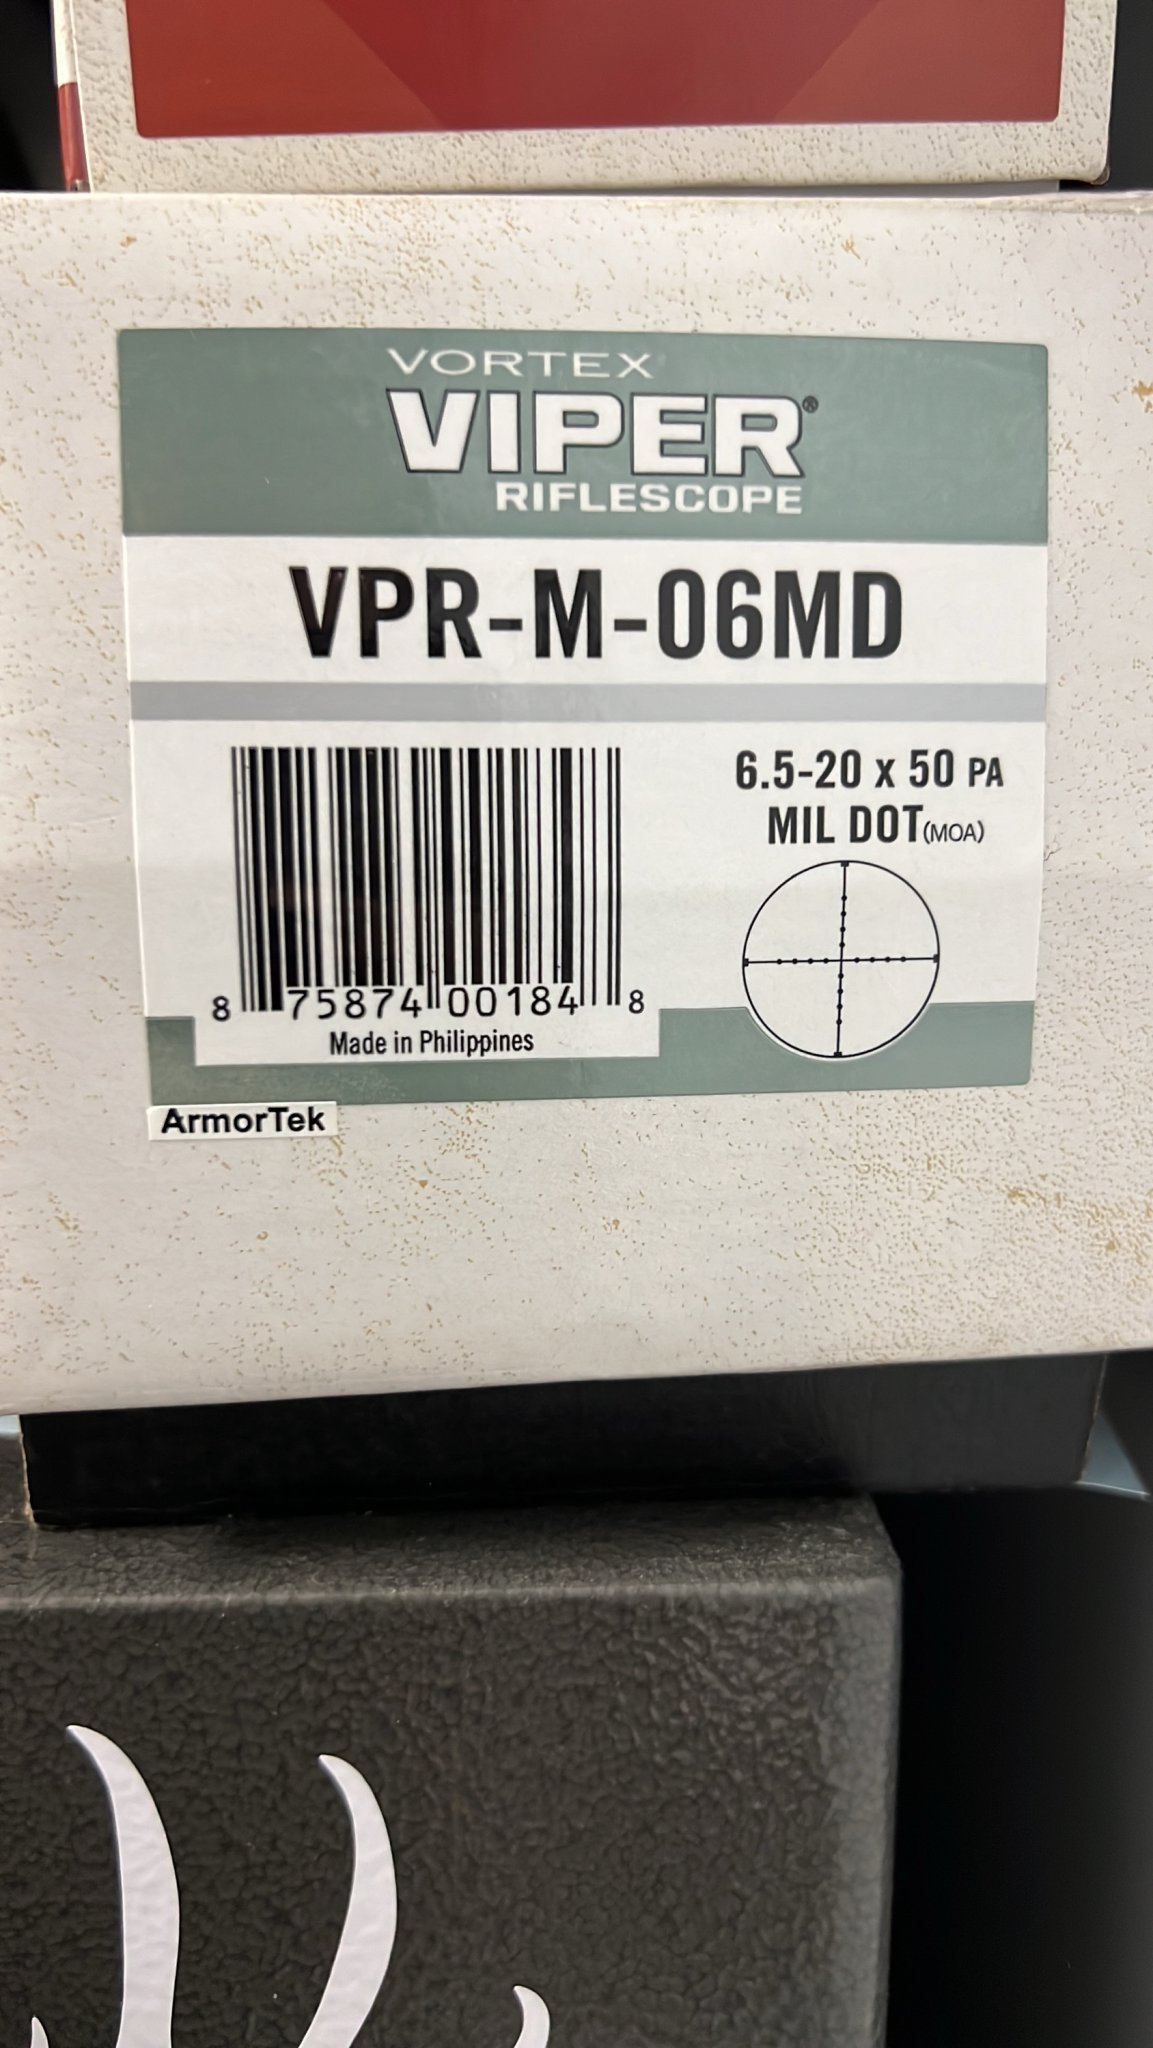 VORTEX
VIPER®
RIFLESCOPE
VPR-M-06MD
6.5-20 x 50 PA
MIL DOT(MOA)
8 75874 00184 8
Made in Philippines
ArmorTek